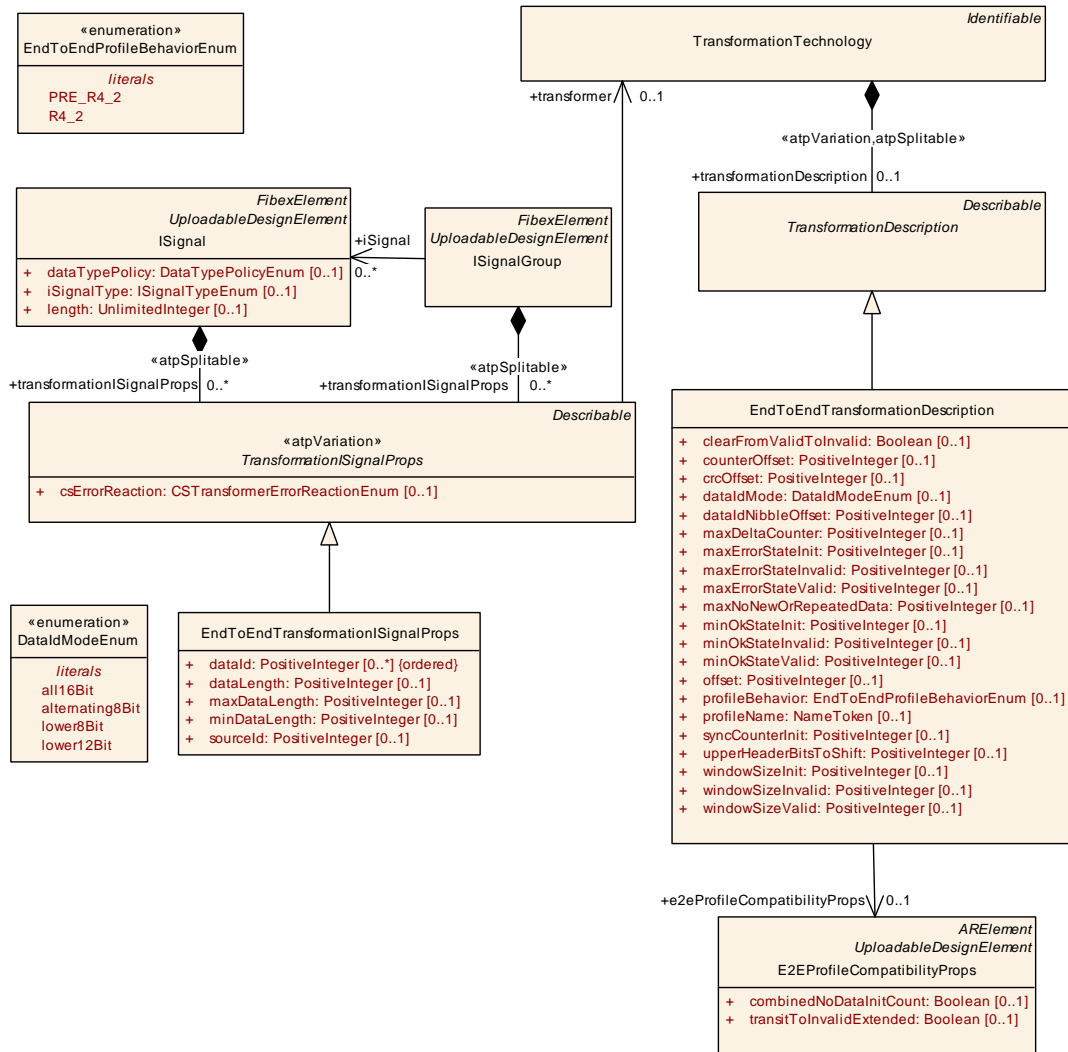 «enumeration»
EndToEndProfileBehaviorEnum
literals
PRE_R4_2
R4_2
Identifiable
TransformationTechnology
+transformer
0..1
«atpVariation,atpSplitable»
+transformationDescription
0..1
Describable
TransformationDescription
FibexElement
UploadableDesignElement
ISignal
+ dataTypePolicy: DataTypePolicyEnum [0..1]
+ iSignalType: ISignalTypeEnum [0..1]
+ length: UnlimitedInteger [0..1]
+iSignal
0..*
FibexElement
UploadableDesignElement
ISignalGroup
«atpSplitable»
+transformationISignalProps
0..*
«atpSplitable»
+transformationISignalProps
0..*
Describable
«atpVariation»
TransformationISignalProps
+ csErrorReaction: CSTransformerErrorReactionEnum [0..1]
EndToEndTransformationDescription
+ clearFromValidToInvalid: Boolean [0..1]
+ counterOffset: PositiveInteger [0..1]
+ crcOffset: PositiveInteger [0..1]
+ dataIdMode: DataIdModeEnum [0..1]
+ dataIdNibbleOffset: PositiveInteger [0..1]
+ maxDeltaCounter: PositiveInteger [0..1]
+ maxErrorStateInit: PositiveInteger [0..1]
+ maxErrorStateInvalid: PositiveInteger [0..1]
+ maxErrorStateValid: PositiveInteger [0..1]
+ maxNoNewOrRepeatedData: PositiveInteger [0..1]
+ minOkStateInit: PositiveInteger [0..1]
+ minOkStateInvalid: PositiveInteger [0..1]
+ minOkStateValid: PositiveInteger [0..1]
+ offset: PositiveInteger [0..1]
+ profileBehavior: EndToEndProfileBehaviorEnum [0..1]
+ profileName: NameToken [0..1]
+ syncCounterInit: PositiveInteger [0..1]
+ upperHeaderBitsToShift: PositiveInteger [0..1]
+ windowSizeInit: PositiveInteger [0..1]
+ windowSizeInvalid: PositiveInteger [0..1]
+ windowSizeValid: PositiveInteger [0..1]
«enumeration»
DataIdModeEnum
literals
all16Bit
alternating8Bit
lower8Bit
lower12Bit
EndToEndTransformationISignalProps
+ dataId: PositiveInteger [0..*] {ordered}
+ dataLength: PositiveInteger [0..1]
+ maxDataLength: PositiveInteger [0..1]
+ minDataLength: PositiveInteger [0..1]
+ sourceId: PositiveInteger [0..1]
+e2eProfileCompatibilityProps
0..1
ARElement
UploadableDesignElement
E2EProfileCompatibilityProps
+ combinedNoDataInitCount: Boolean [0..1]
+ transitToInvalidExtended: Boolean [0..1]